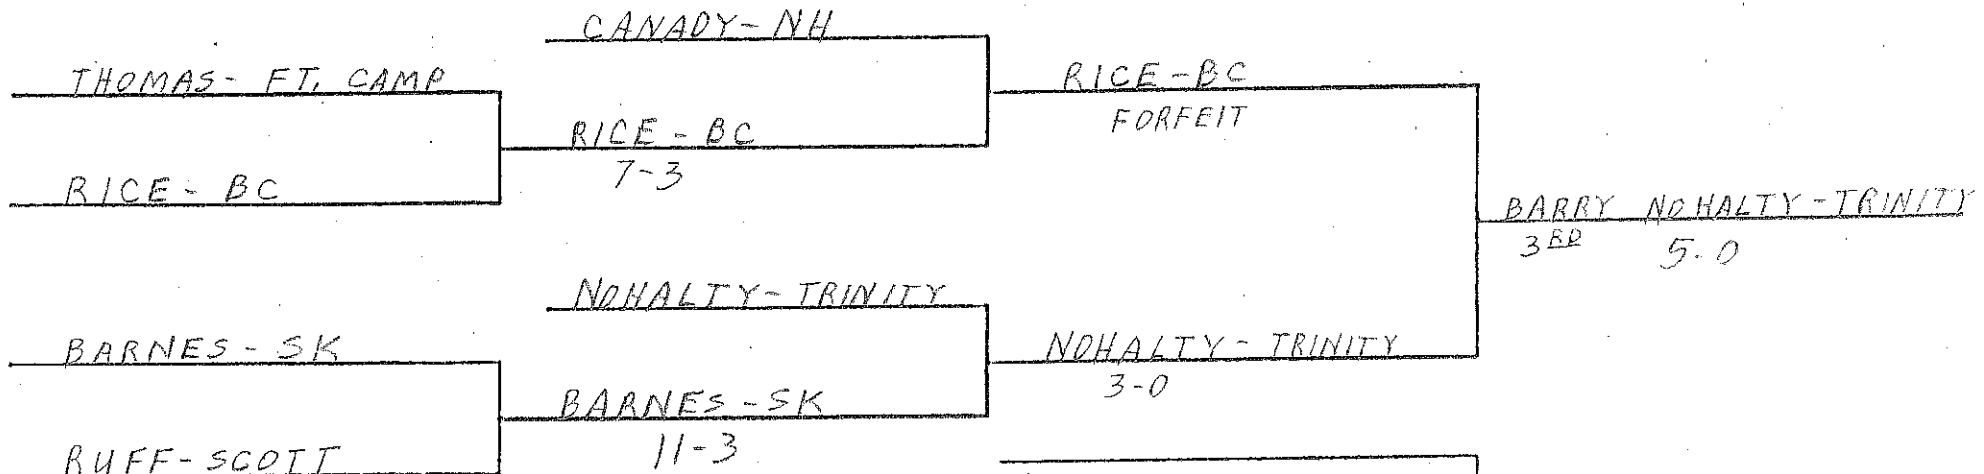 CANADY - NH
THOMAS - FT. CAMP
RICE - BC
FORFEIT
RICE - BC
7-3
RICE - BC
BARRY NOHALTY - TRINITY
3RD 5-0
NOHALTY - TRINITY
BARNES - SK
NOHALTY - TRINITY
3-0
BARNES - SK
11-3
RUFF - SCOTT